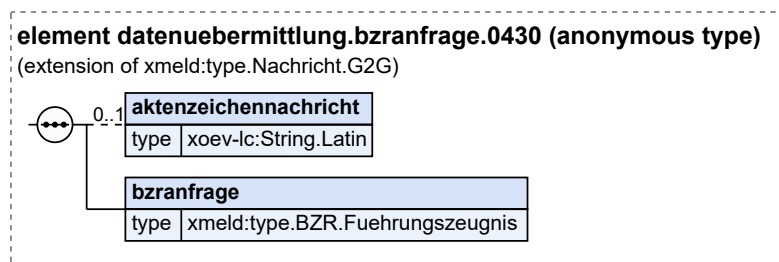 element datenuebermittlung.bzranfrage.0430 (anonymous type)
(extension of xmeld:type.Nachricht.G2G)
0..1 aktenzeichennachricht
type xoev-lc:String.Latin
bzranfrage
type xmeld:type.BZR.Fuehrungszeugnis